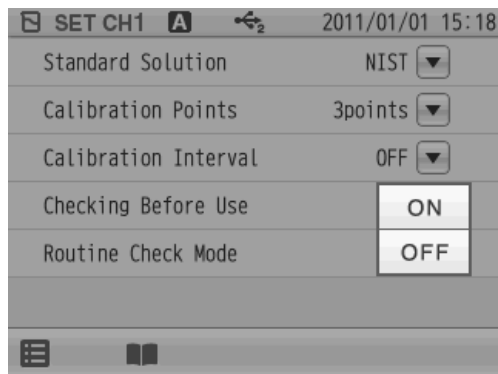 SET CH1 A 2 2011/01/01 15:18
Standard Solution NIST
Calibration Points 3points
Calibration Interval OFF
Checking Before Use ON
Routine Check Mode OFF